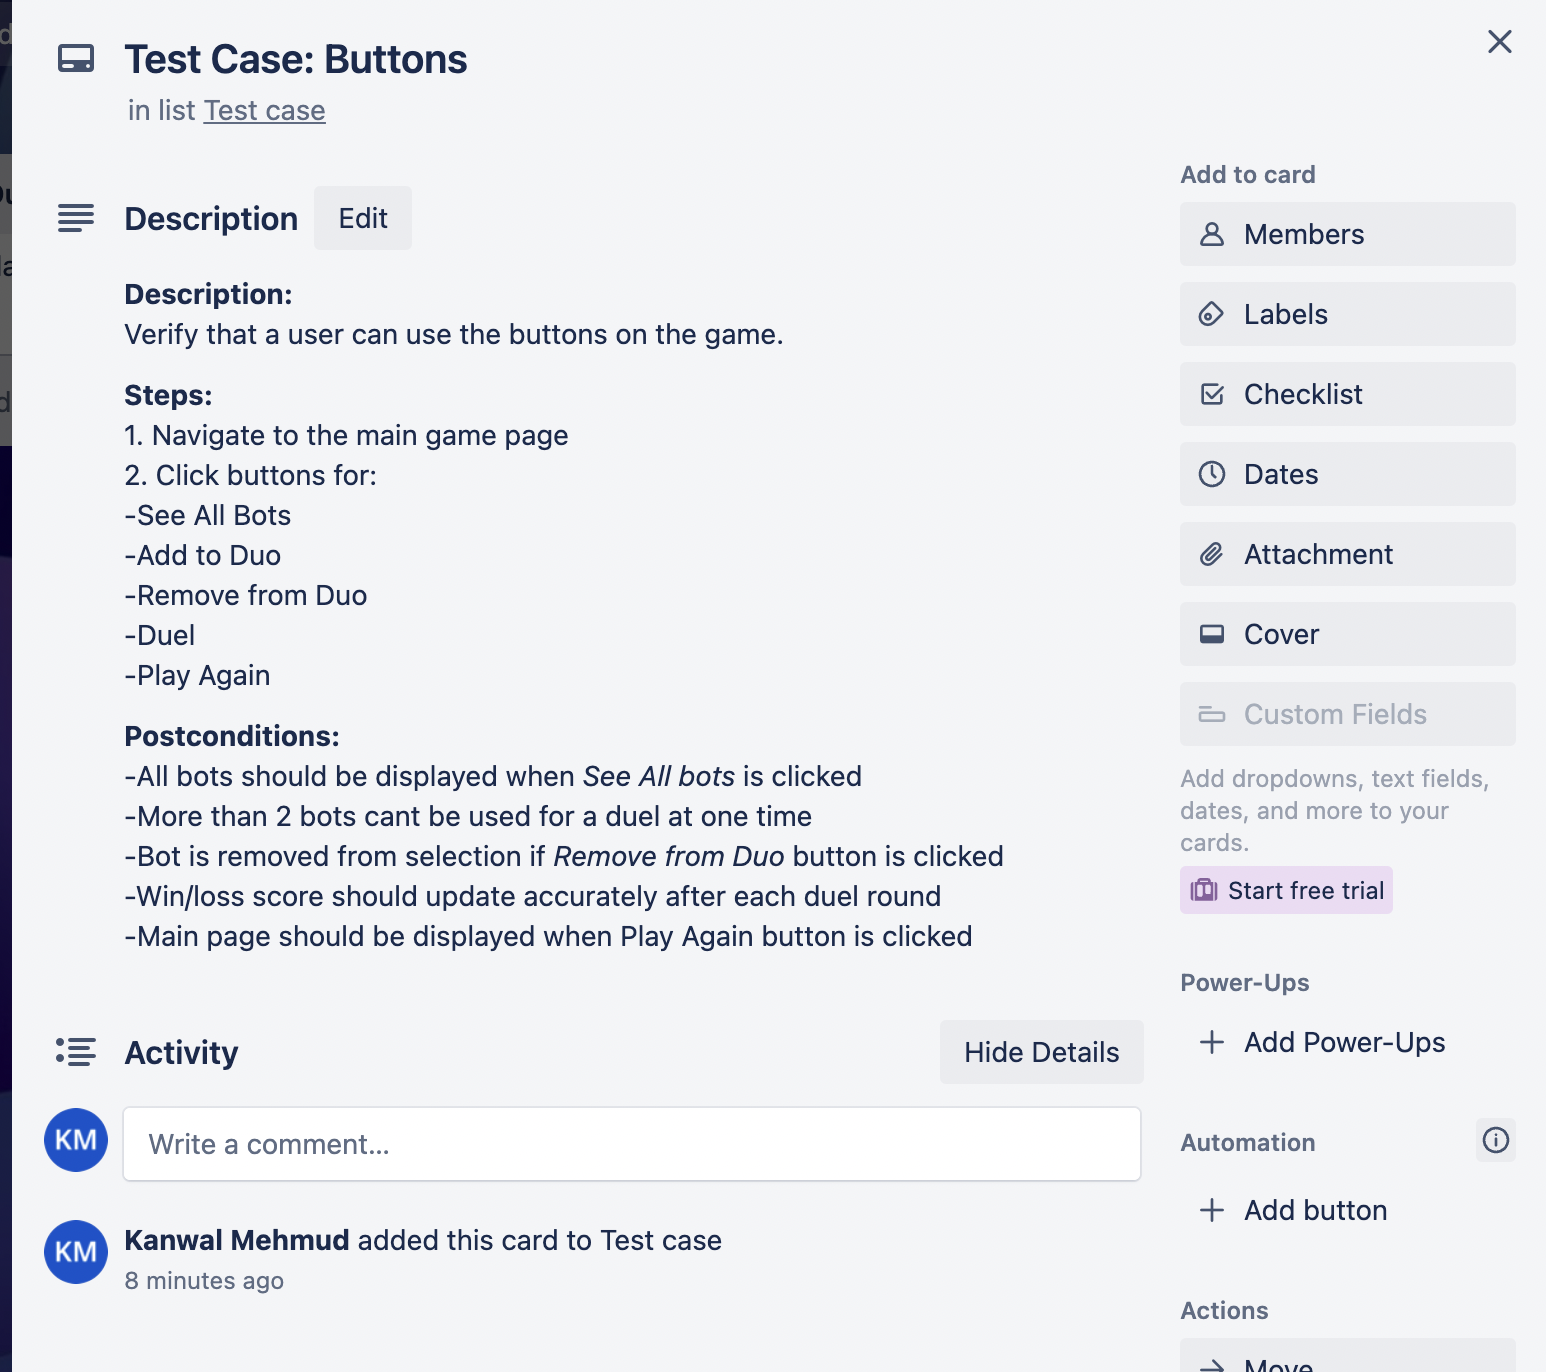 Test Case: Buttons
in list Test case
Description Edit
Description:
Verify that a user can use the buttons on the game.
Steps:
1. Navigate to the main game page
2. Click buttons for:
-See All Bots
-Add to Duo
-Remove from Duo
-Duel
-Play Again
Postconditions:
-All bots should be displayed when See All bots is clicked
-More than 2 bots cant be used for a duel at one time
-Bot is removed from selection if Remove from Duo button is clicked
-Win/loss score should update accurately after each duel round
-Main page should be displayed when Play Again button is clicked
Activity Hide Details
KM Write a comment...
KM Kanwal Mehmud added this card to Test case
8 minutes ago
Add to card
Members
Labels
Checklist
Dates
Attachment
Cover
Custom Fields
Add dropdowns, text fields,
dates, and more to your
cards.
Start free trial
Power-Ups
Add Power-Ups
Automation
Add button
Actions
Move